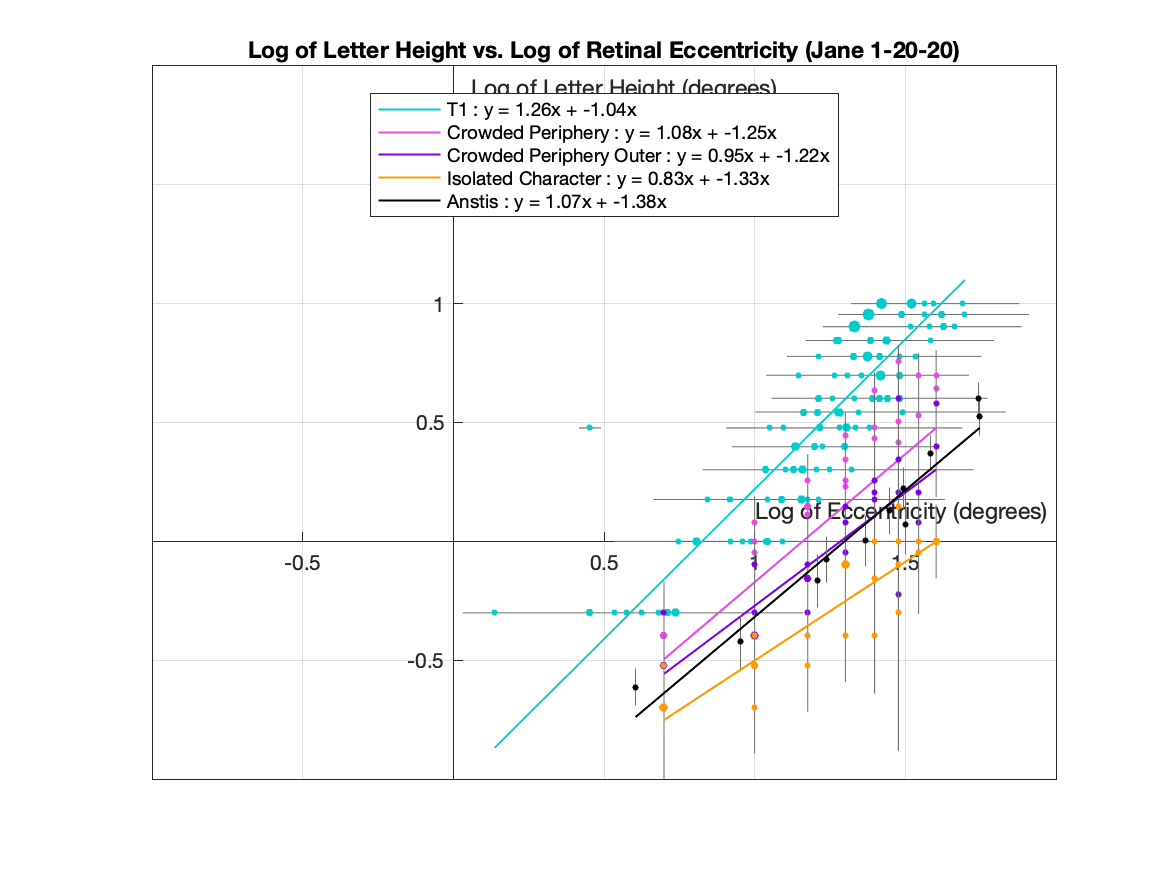 Log of Letter Height vs. Log of Retinal Eccentricity (Jane 1-20-20)
Log of Letter Height (degrees)
T1 : y = 1.26x + -1.04x
Crowded Periphery : y = 1.08x + -1.25x
Crowded Periphery Outer : y = 0.95x + -1.22x
Isolated Character : y = 0.83x + -1.33x
Anstis : y = 1.07x + -1.38x
1
0.5
Log of Eccentricity (degrees)
-0.5 0.5 1 1.5
-0.5